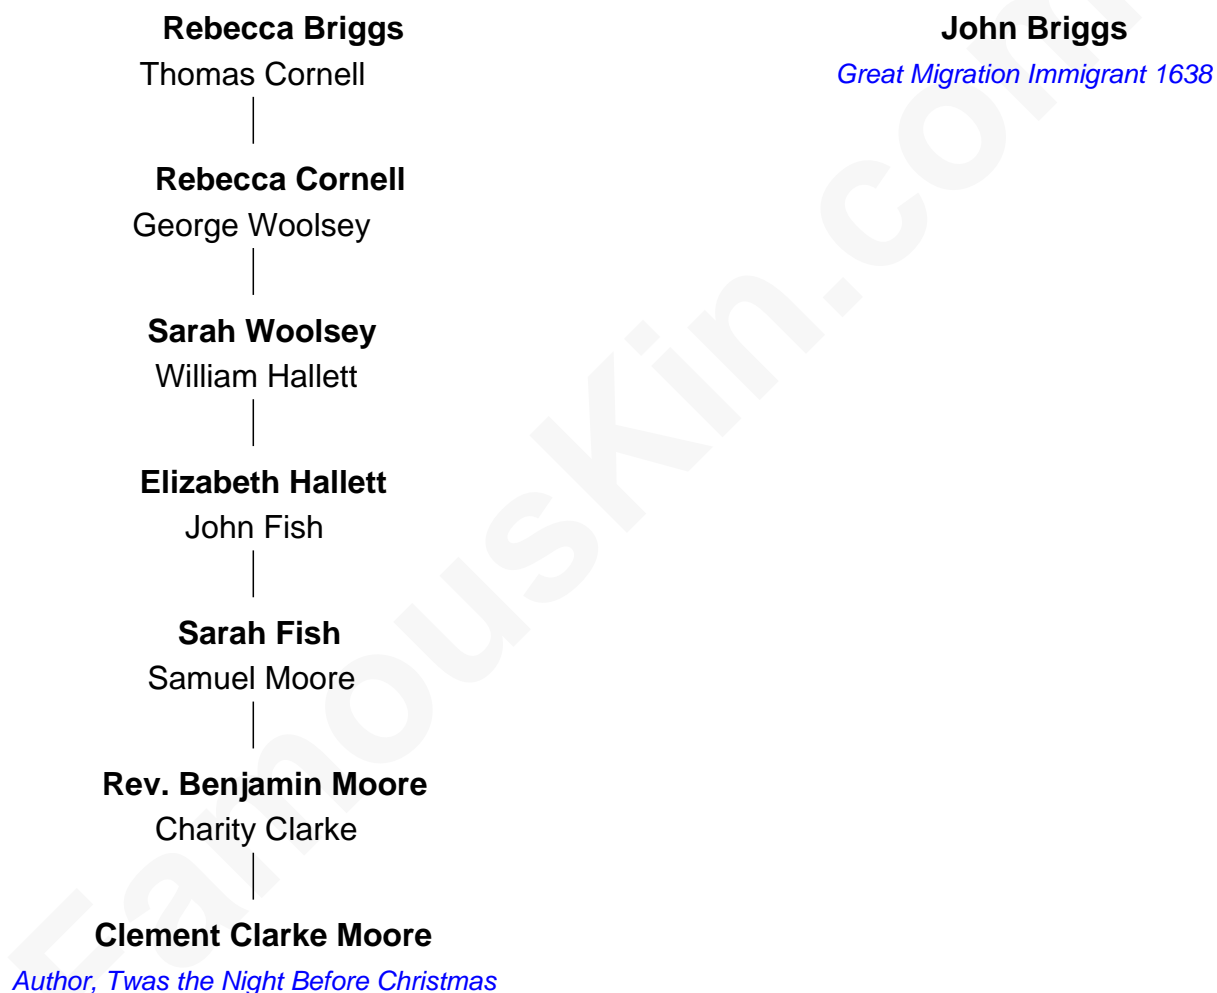 Rebecca Briggs
John Briggs
Thomas Cornell
Great Migration Immigrant 1638
Rebecca Cornell
George Woolsey
Sarah Woolsey
William Hallett
Elizabeth Hallett
John Fish
Sarah Fish
Samuel Moore
Rev. Benjamin Moore
Charity Clarke
Clement Clarke Moore
Author, Twas the Night Before Christmas
FamousKin.com